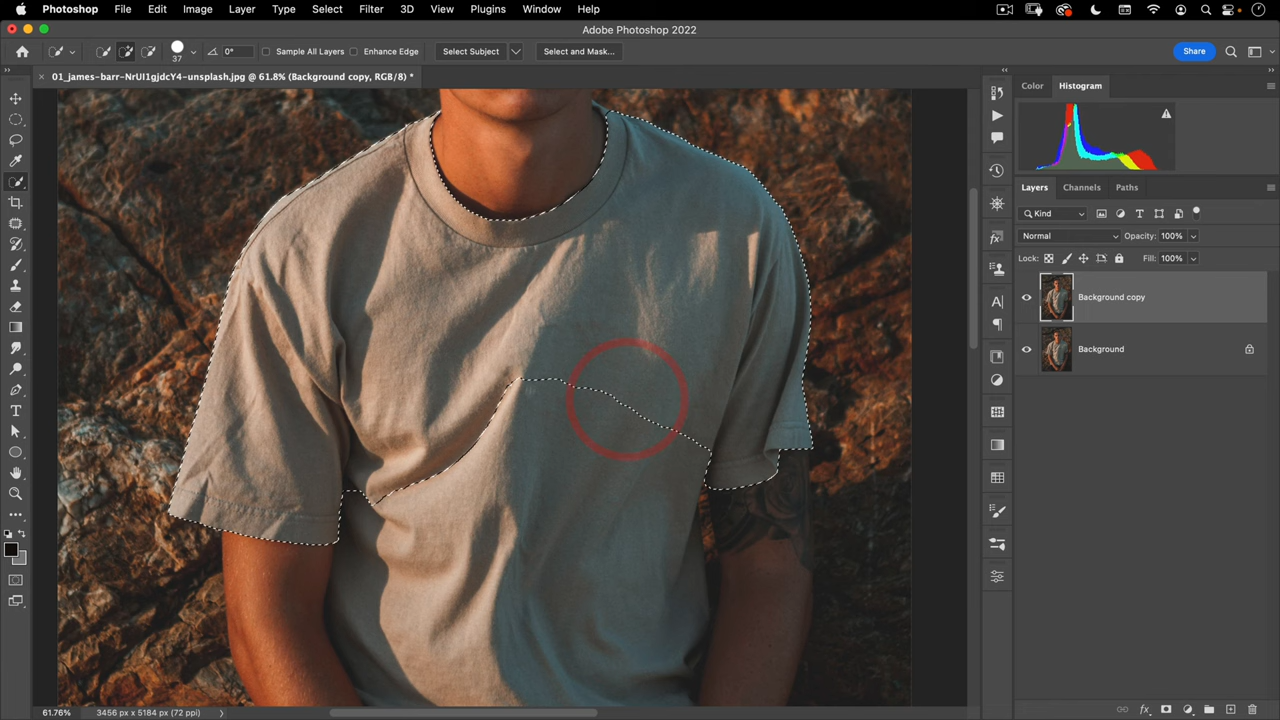 Photoshop File Edit Image Layer Type Select Filter 3D View Plugins Window Help
Adobe Photoshop 2022
37 0° Sample All Layers Enhance Edge Select Subject Select and Mask... Share
× 01_james-barr-NrUI1gjdcY4-unsplash.jpg @ 61.8% (Background copy, RGB/8) *
Color Histogram
Layers Channels Paths
Kind
Normal Opacity: 100%
Lock: Fill: 100%
Background copy
Background
61.76% 3456 px x 5184 px (72 ppi)